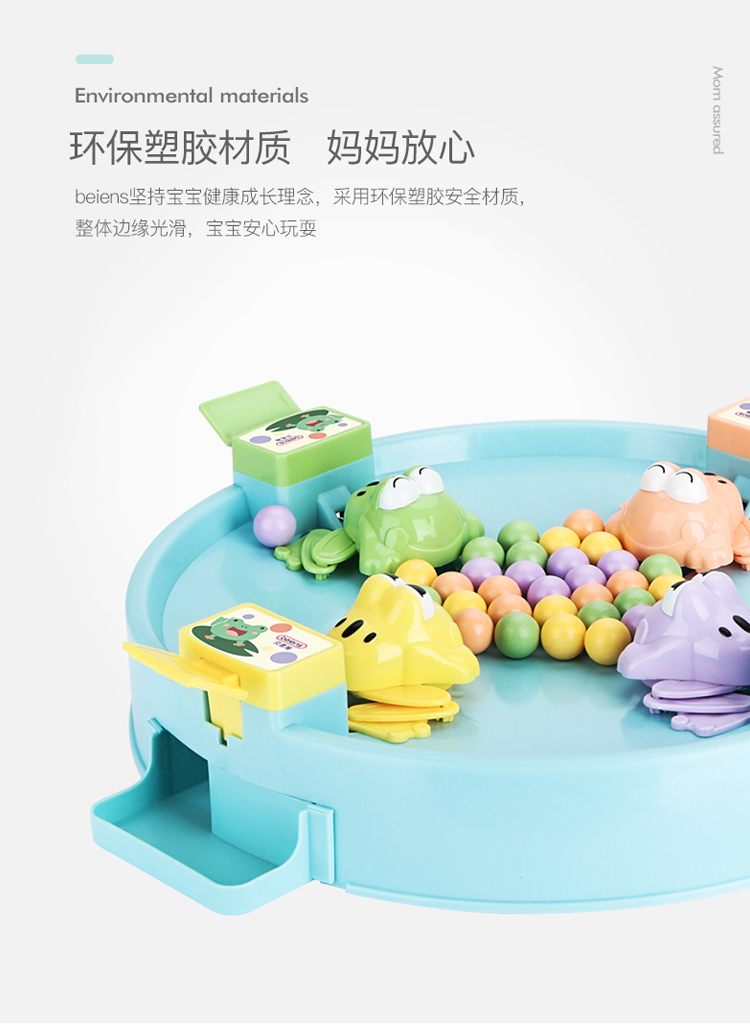 Environmental materials
Mom assured
环保塑胶材质 妈妈放心
beiens坚持宝宝健康成长理念，采用环保塑胶安全材质，
整体边缘光滑，宝宝安心玩耍
beiens